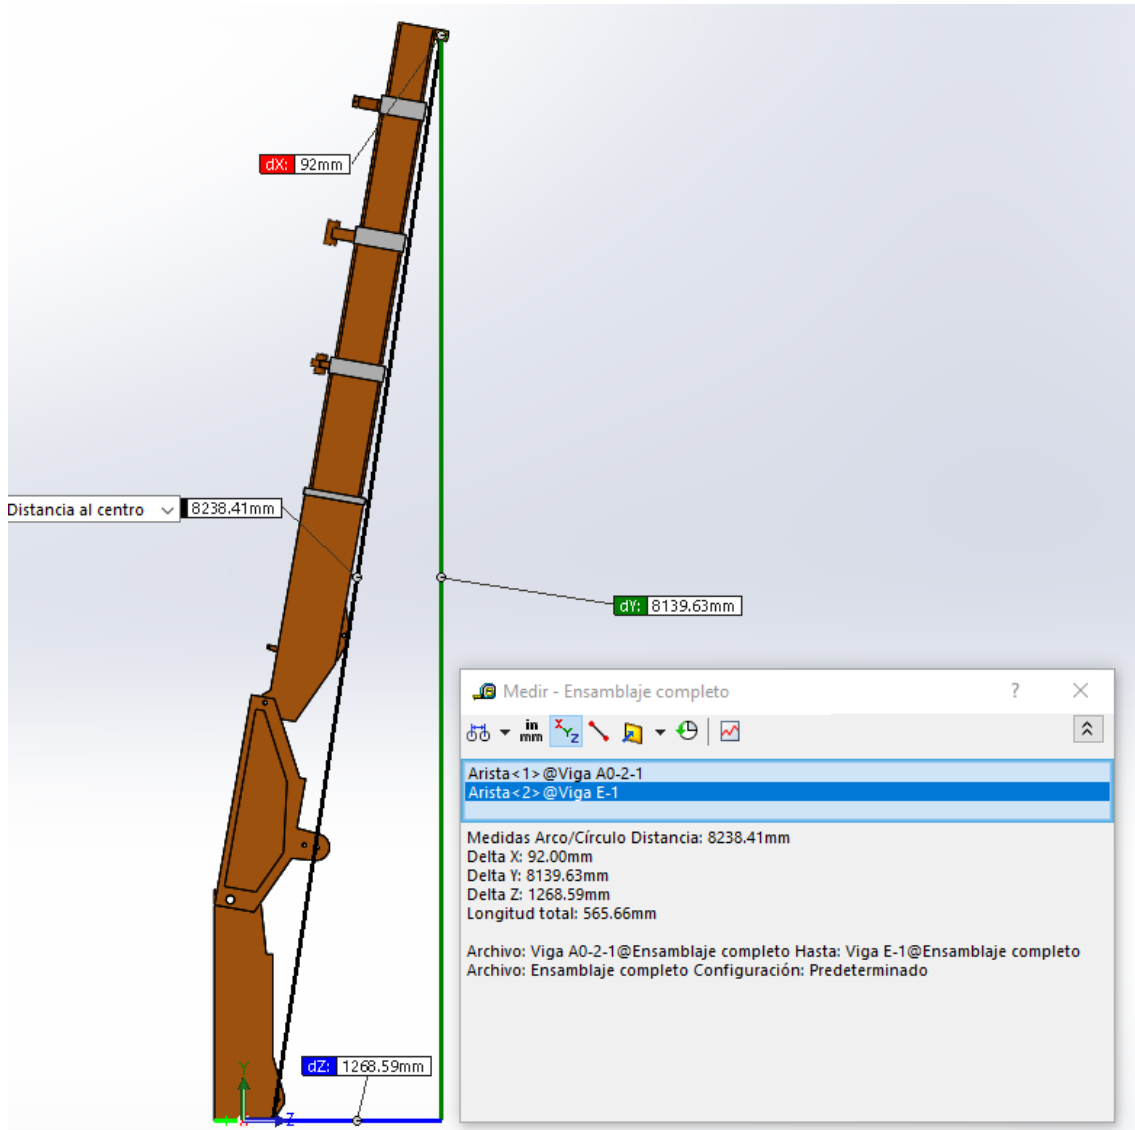 dX: 92mm
Distancia al centro 8238.41mm
dY: 8139.63mm
Medir - Ensamblaje completo ?
in
mm
X Y Z
Arista<1>@Viga A0-2-1
Arista<2>@Viga E-1
Medidas Arco/Círculo Distancia: 8238.41mm
Delta X: 92.00mm
Delta Y: 8139.63mm
Delta Z: 1268.59mm
Longitud total: 565.66mm
Archivo: Viga A0-2-1@Ensamblaje completo Hasta: Viga E-1@Ensamblaje completo
Archivo: Ensamblaje completo Configuración: Predeterminado
dZ: 1268.59mm
Y
X
Z